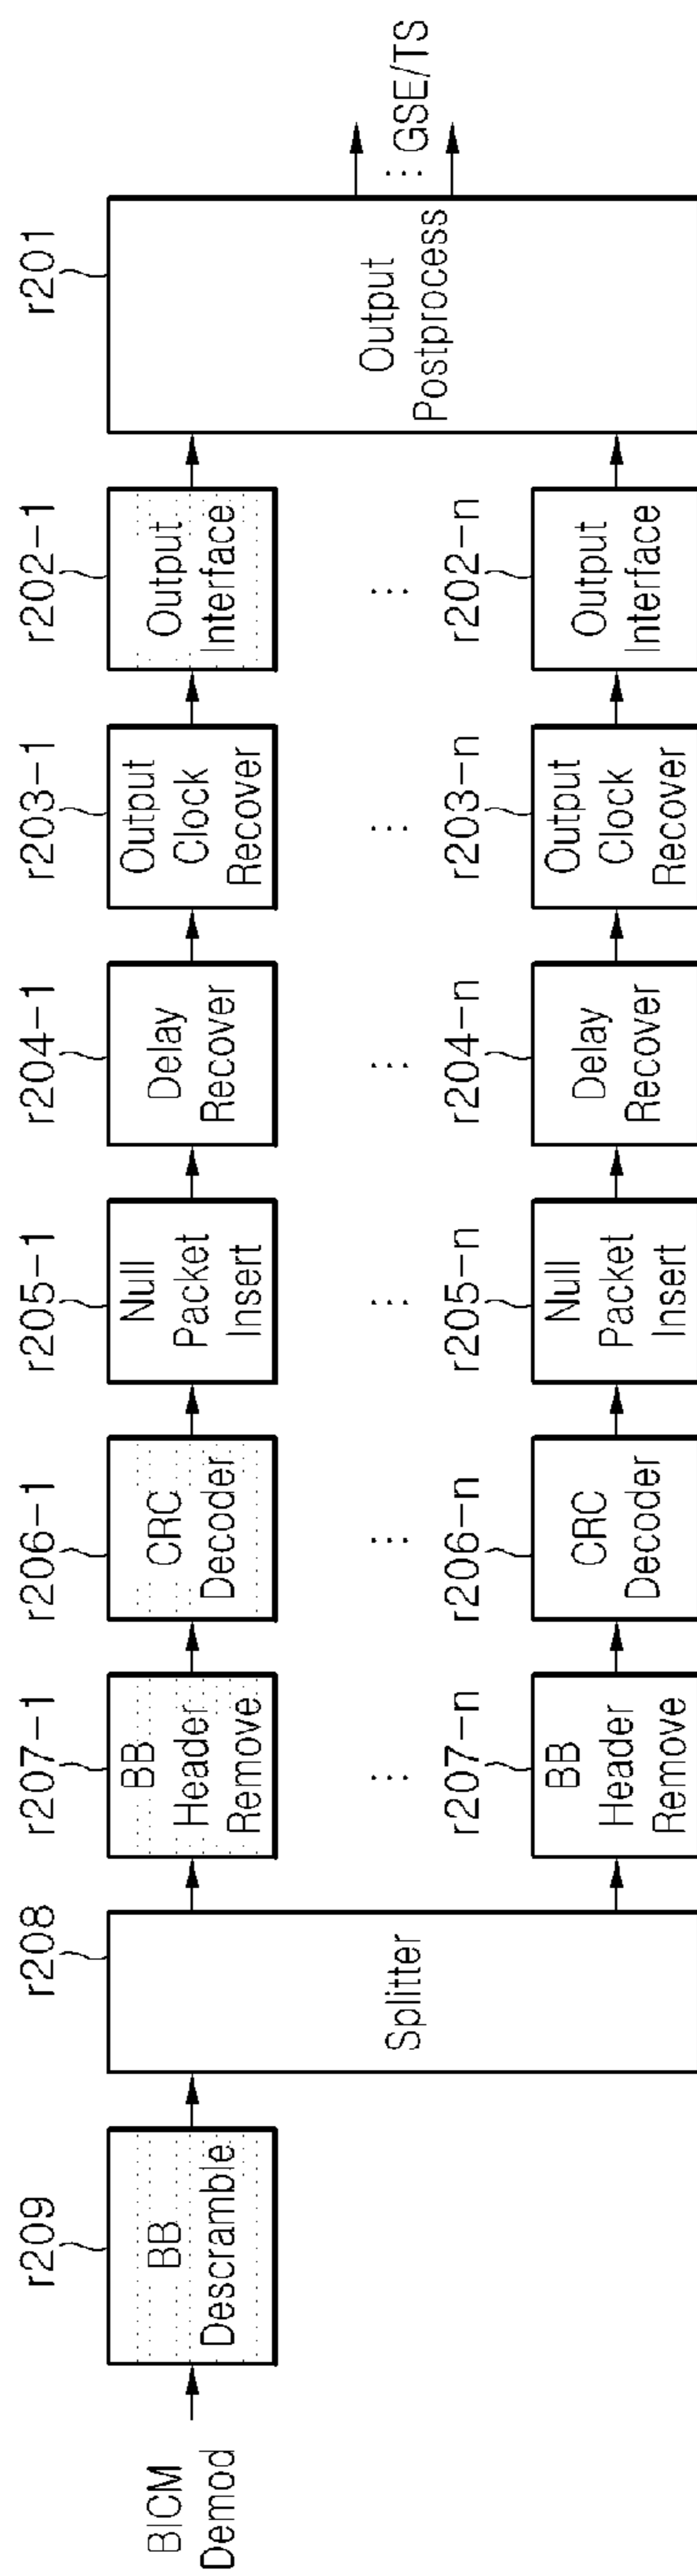 BICM
Demod
r209
BB
Descramble
r208
Splitter
r207-1
BB
Header
Remove
r206-1
CRC
Decoder
r205-1
Null
Packet
Insert
r204-1
Delay
Recover
r203-1
Output
Clock
Recover
r202-1
Output
Interface
r201
Output
Postprocess
...GSE/TS
...
...
...
...
...
...
r207-n
BB
Header
Remove
r206-n
CRC
Decoder
r205-n
Null
Packet
Insert
r204-n
Delay
Recover
r203-n
Output
Clock
Recover
r202-n
Output
Interface